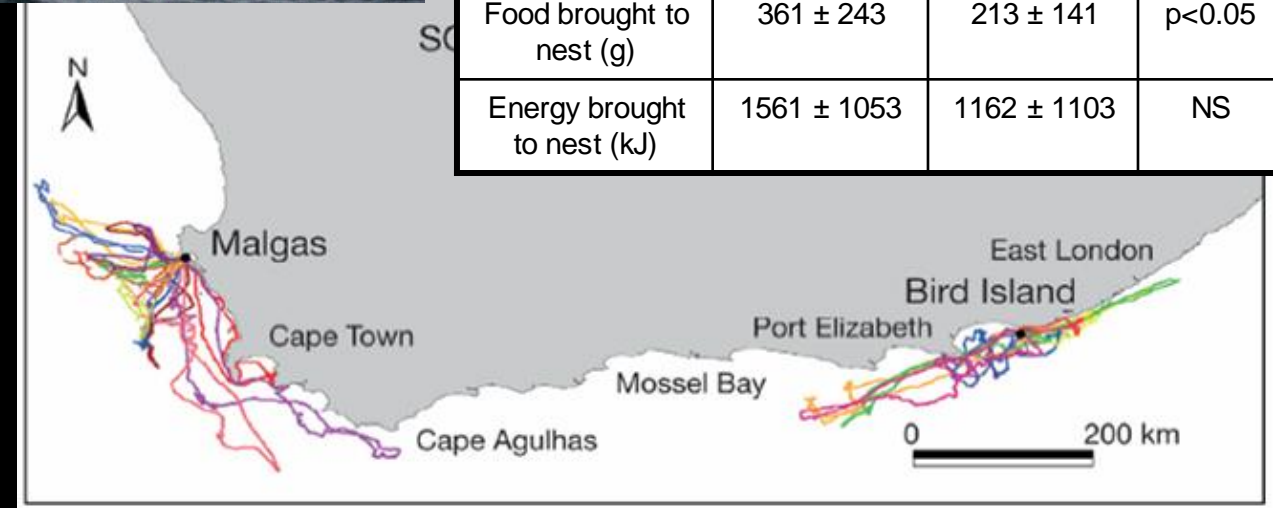 Food brought to
nest (g)
361 ± 243
213 ± 141
p<0.05
Energy brought
to nest (kJ)
1561 ± 1053
1162 ± 1103
NS
N
Malgas
Cape Town
Cape Agulhas
Mossel Bay
Port Elizabeth
Bird Island
East London
0
200 km